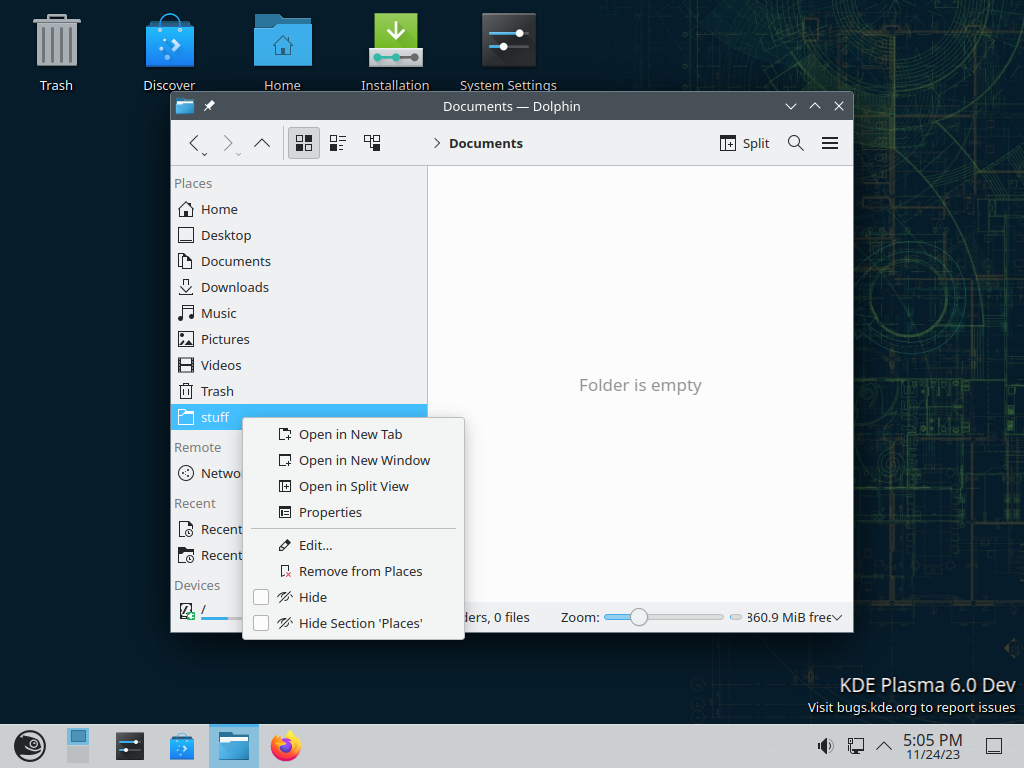 Trash
Discover
Home
Installation
System Settings
Documents — Dolphin
Documents
Split
Places
Home
Desktop
Documents
Downloads
Music
Pictures
Videos
Trash
stuff
Remote
Recent
Recent
Recent
Devices
/
Open in New Tab
Open in New Window
Open in Split View
Properties
Edit...
Remove from Places
Hide
Hide Section 'Places'
Folder is empty
0 files
Zoom:
860.9 MiB free
KDE Plasma 6.0 Dev
Visit bugs.kde.org to report issues
5:05 PM
11/24/23